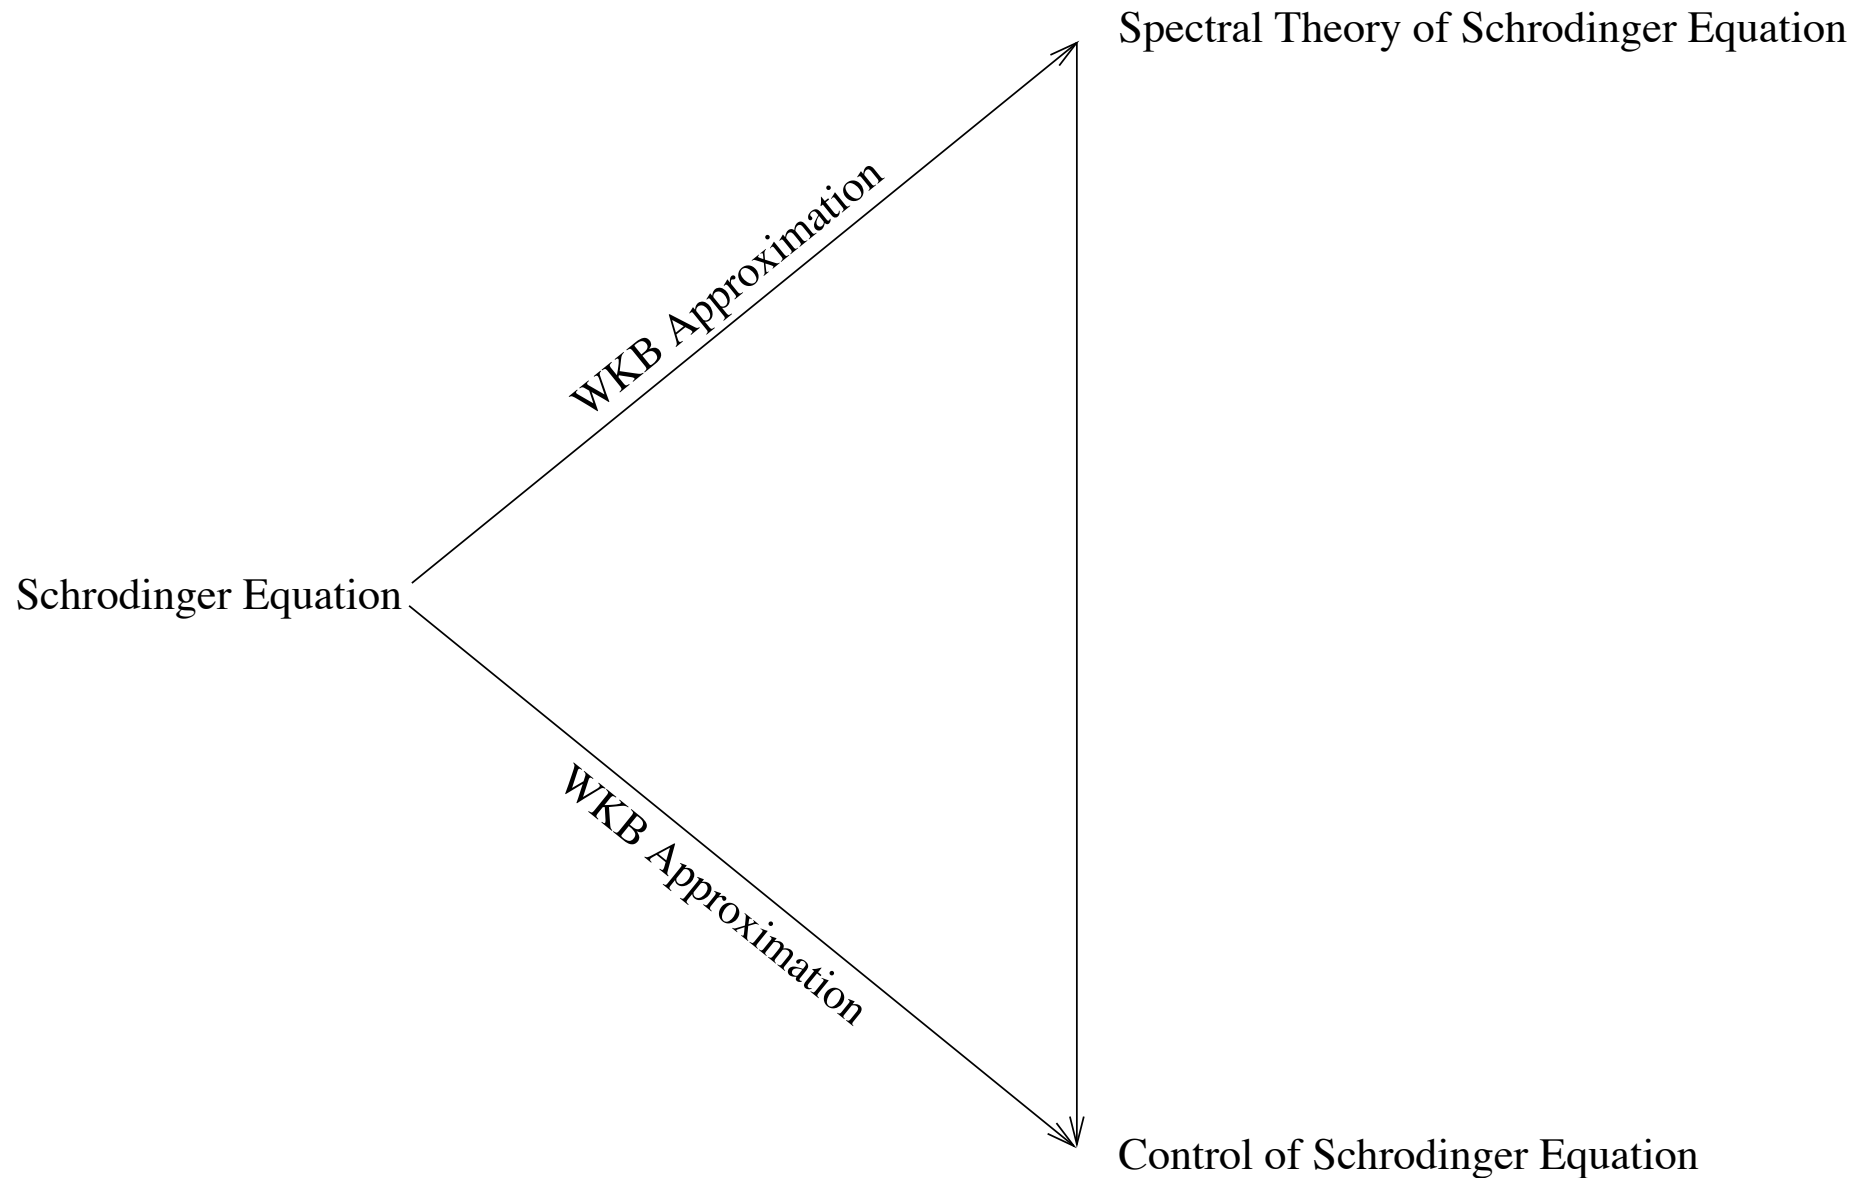 Spectral Theory of Schrodinger Equation
WKB Approximation
Schrodinger Equation
WKB Approximation
Control of Schrodinger Equation